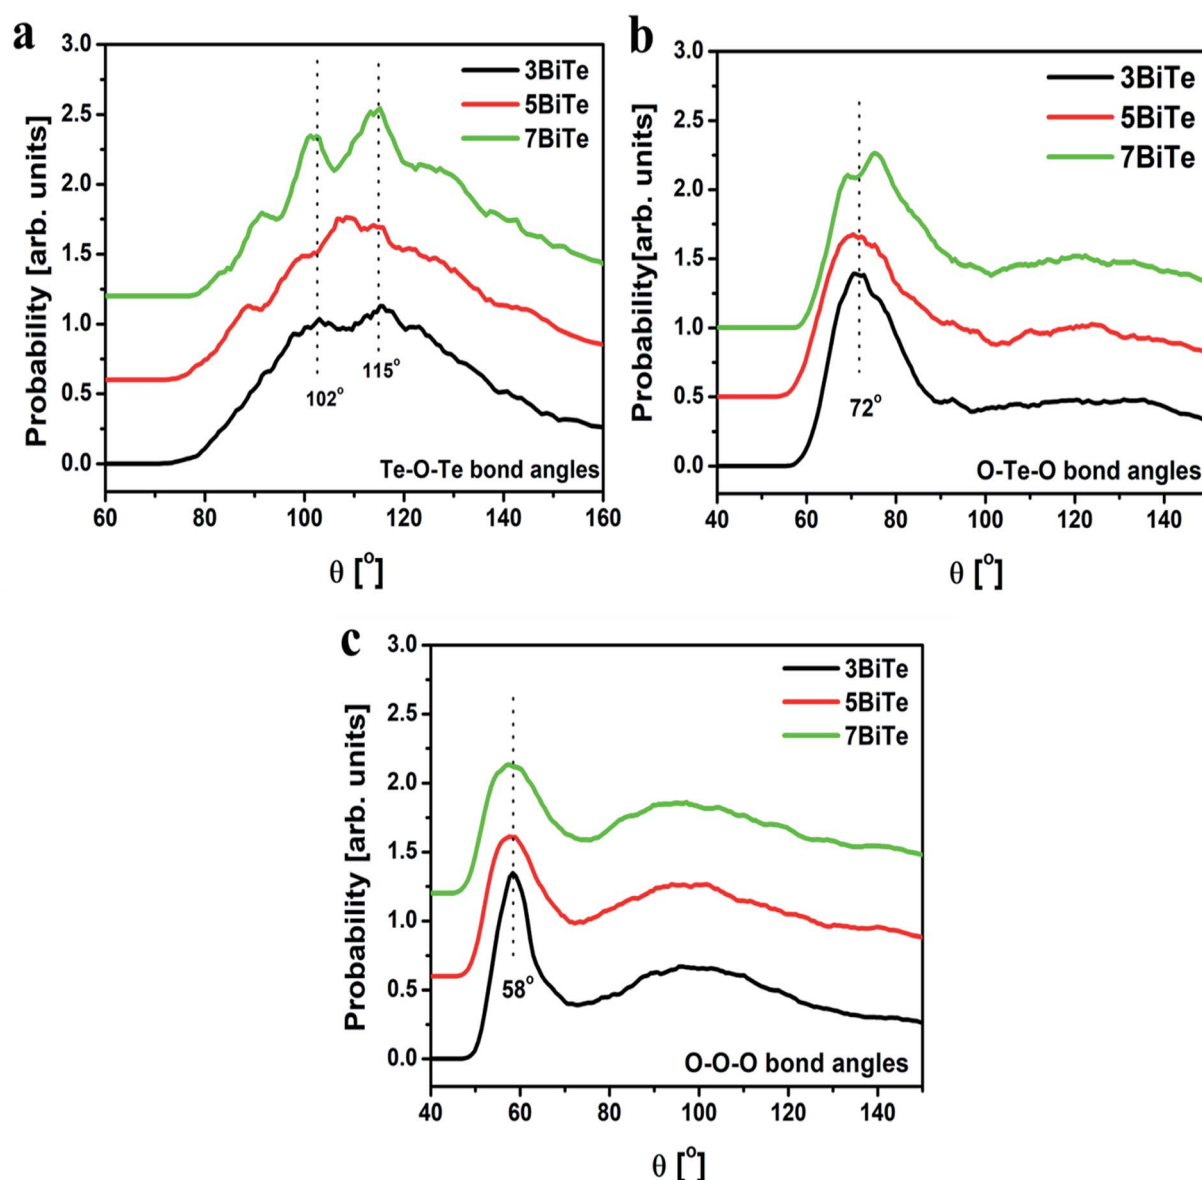 a
3.0
2.5
2.0
1.5
1.0
0.5
0.0
Probability [arb. units]
3BiTe
5BiTe
7BiTe
102°
115°
Te-O-Te bond angles
60 80 100 120 140 160
θ [°]
b
3.0
2.5
2.0
1.5
1.0
0.5
0.0
Probability[arb. units]
3BiTe
5BiTe
7BiTe
72°
O-Te-O bond angles
40 60 80 100 120 140
θ [°]
c
3.0
2.5
2.0
1.5
1.0
0.5
0.0
Probability [arb. units]
3BiTe
5BiTe
7BiTe
58°
O-O-O bond angles
40 60 80 100 120 140
θ [°]